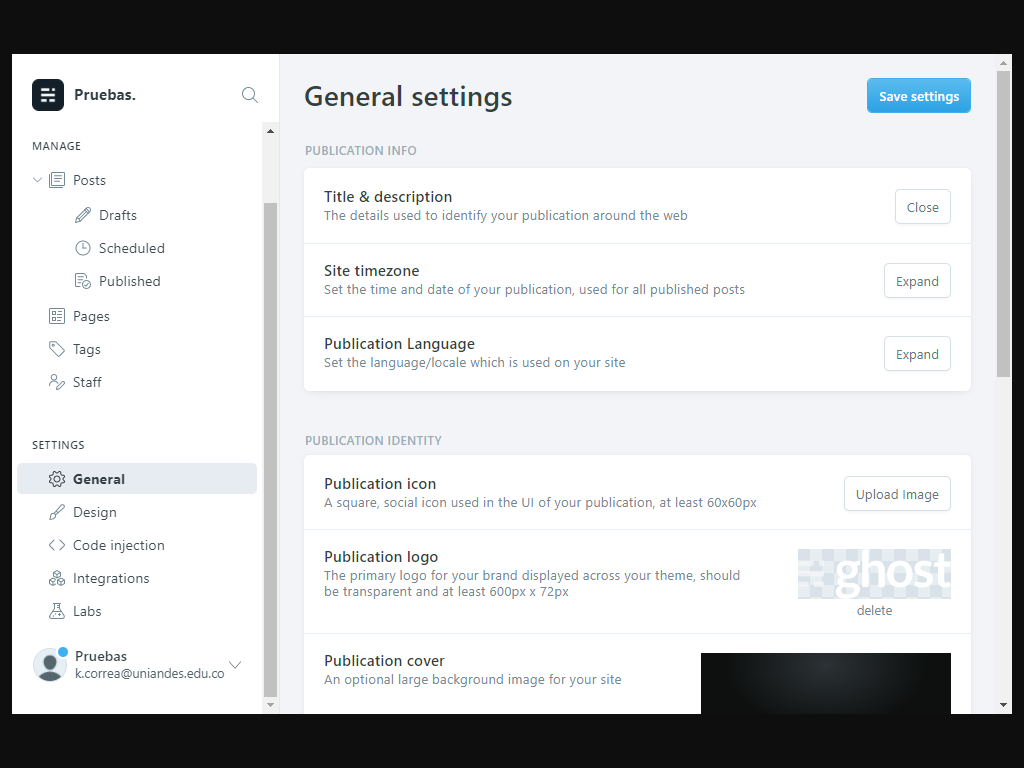 Pruebas.
MANAGE
Posts
Drafts
Scheduled
Published
Pages
Tags
Staff
SETTINGS
General
Design
Code injection
Integrations
Labs
Pruebas
k.correa@uniandes.edu.co
General settings
Save settings
PUBLICATION INFO
Title & description
The details used to identify your publication around the web
Close
Site timezone
Set the time and date of your publication, used for all published posts
Expand
Publication Language
Set the language/locale which is used on your site
Expand
PUBLICATION IDENTITY
Publication icon
A square, social icon used in the UI of your publication, at least 60x60px
Upload Image
Publication logo
The primary logo for your brand displayed across your theme, should
be transparent and at least 600px x 72px
ghost
delete
Publication cover
An optional large background image for your site